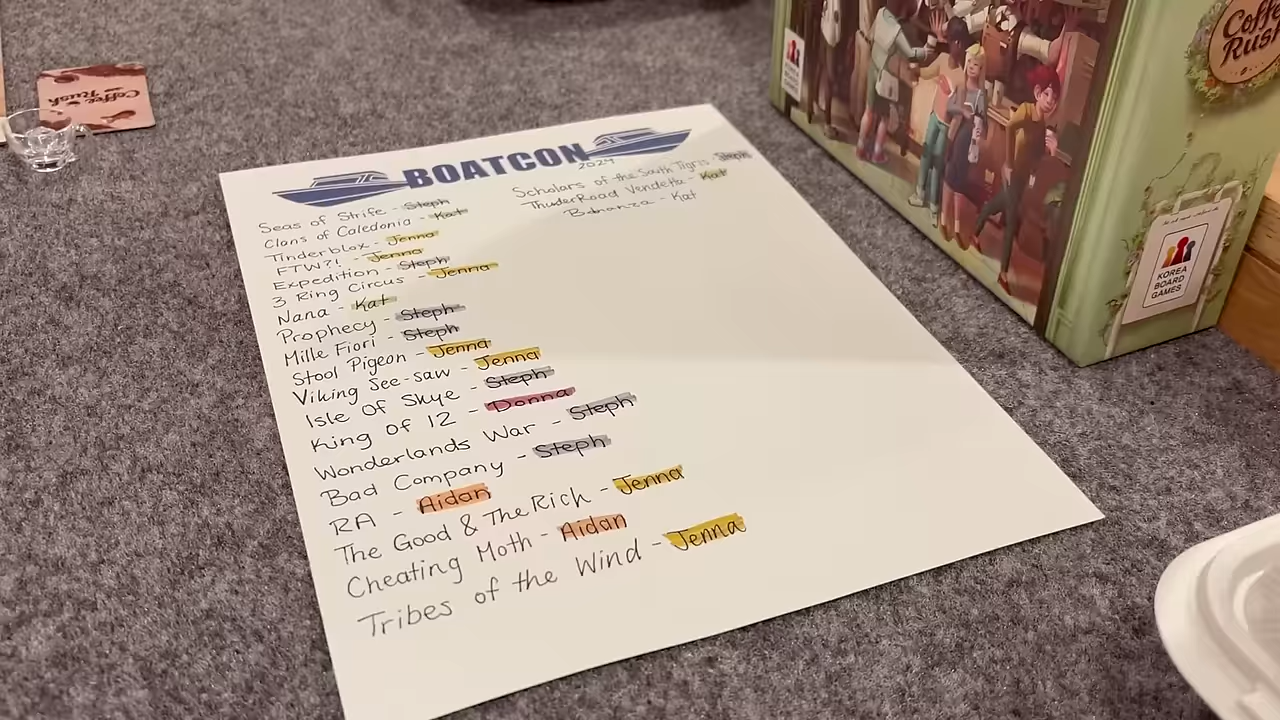 BOATCON
2024
Seas of Strife - Steph
Clans of Caledonia - Kat
Tinderblox - Jenna
FTW?! - Jenna
Expedition - Steph
3 Ring Circus - Jenna
Nana - Kat
Prophecy - Steph
Mille Fiori - Steph
Stool Pigeon - Jenna
Viking See-saw - Jenna
Isle Of Skye - Steph
King of 12 - Donna
Wonderlands War - Steph
Bad Company - Steph
RA - Aidan
The Good & The Rich - Jenna
Cheating Moth - Aidan
Tribes of the Wind - Jenna
Scholars of the South Tigris - Steph
ThunderRoad Vendetta - Kat
Bohnanza - Kat
Coffee
Rush
KOREA
BOARD
GAMES
Coffee
Rush